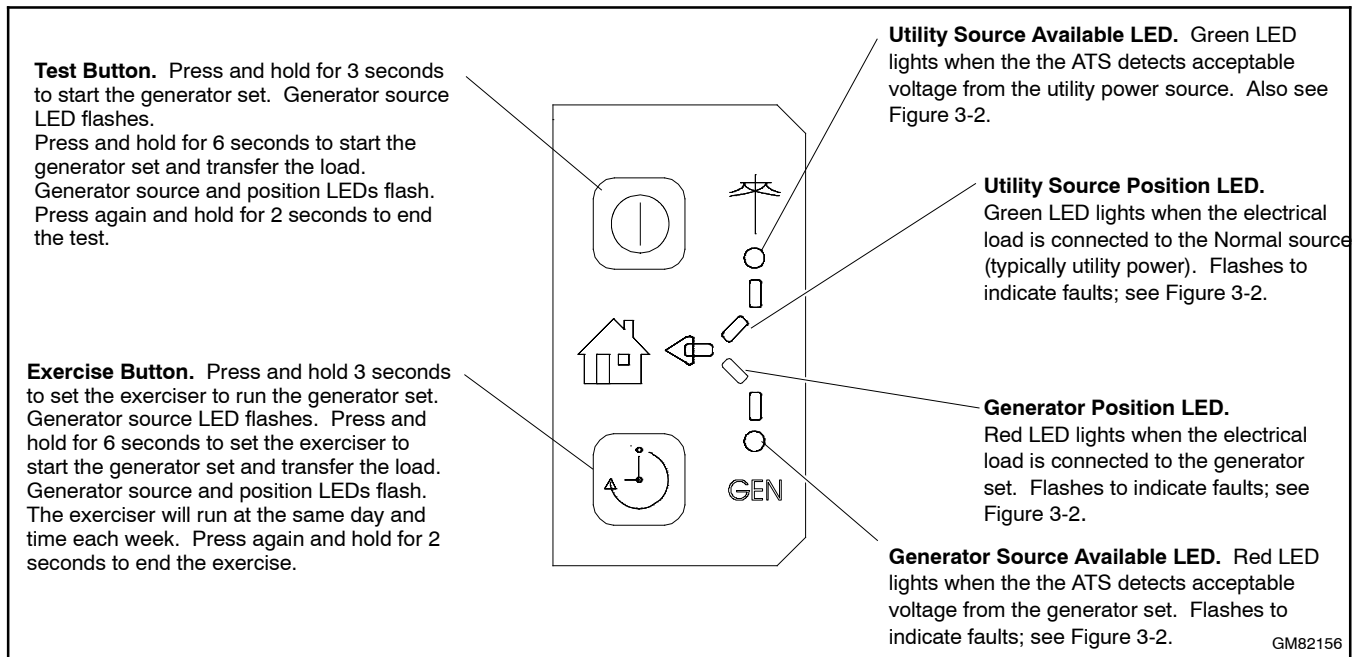 Test Button. Press and hold for 3 seconds
to start the generator set. Generator source
LED flashes.
Press and hold for 6 seconds to start the
generator set and transfer the load.
Generator source and position LEDs flash.
Press again and hold for 2 seconds to end
the test.
Exercise Button. Press and hold 3 seconds
to set the exerciser to run the generator set.
Generator source LED flashes. Press and
hold for 6 seconds to set the exerciser to
start the generator set and transfer the load.
Generator source and position LEDs flash.
The exerciser will run at the same day and
time each week. Press again and hold for 2
seconds to end the exercise.
GEN
Utility Source Available LED. Green LED
lights when the the ATS detects acceptable
voltage from the utility power source. Also see
Figure 3-2.
Utility Source Position LED.
Green LED lights when the electrical
load is connected to the Normal source
(typically utility power). Flashes to
indicate faults; see Figure 3-2.
Generator Position LED.
Red LED lights when the electrical
load is connected to the generator
set. Flashes to indicate faults; see
Figure 3-2.
Generator Source Available LED. Red LED
lights when the the ATS detects acceptable
voltage from the generator set. Flashes to
indicate faults; see Figure 3-2.
GM82156